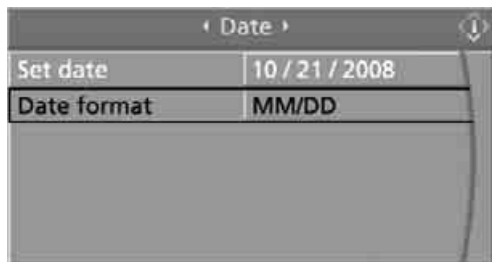 Date
Set date 10 / 21 / 2008
Date format MM/DD